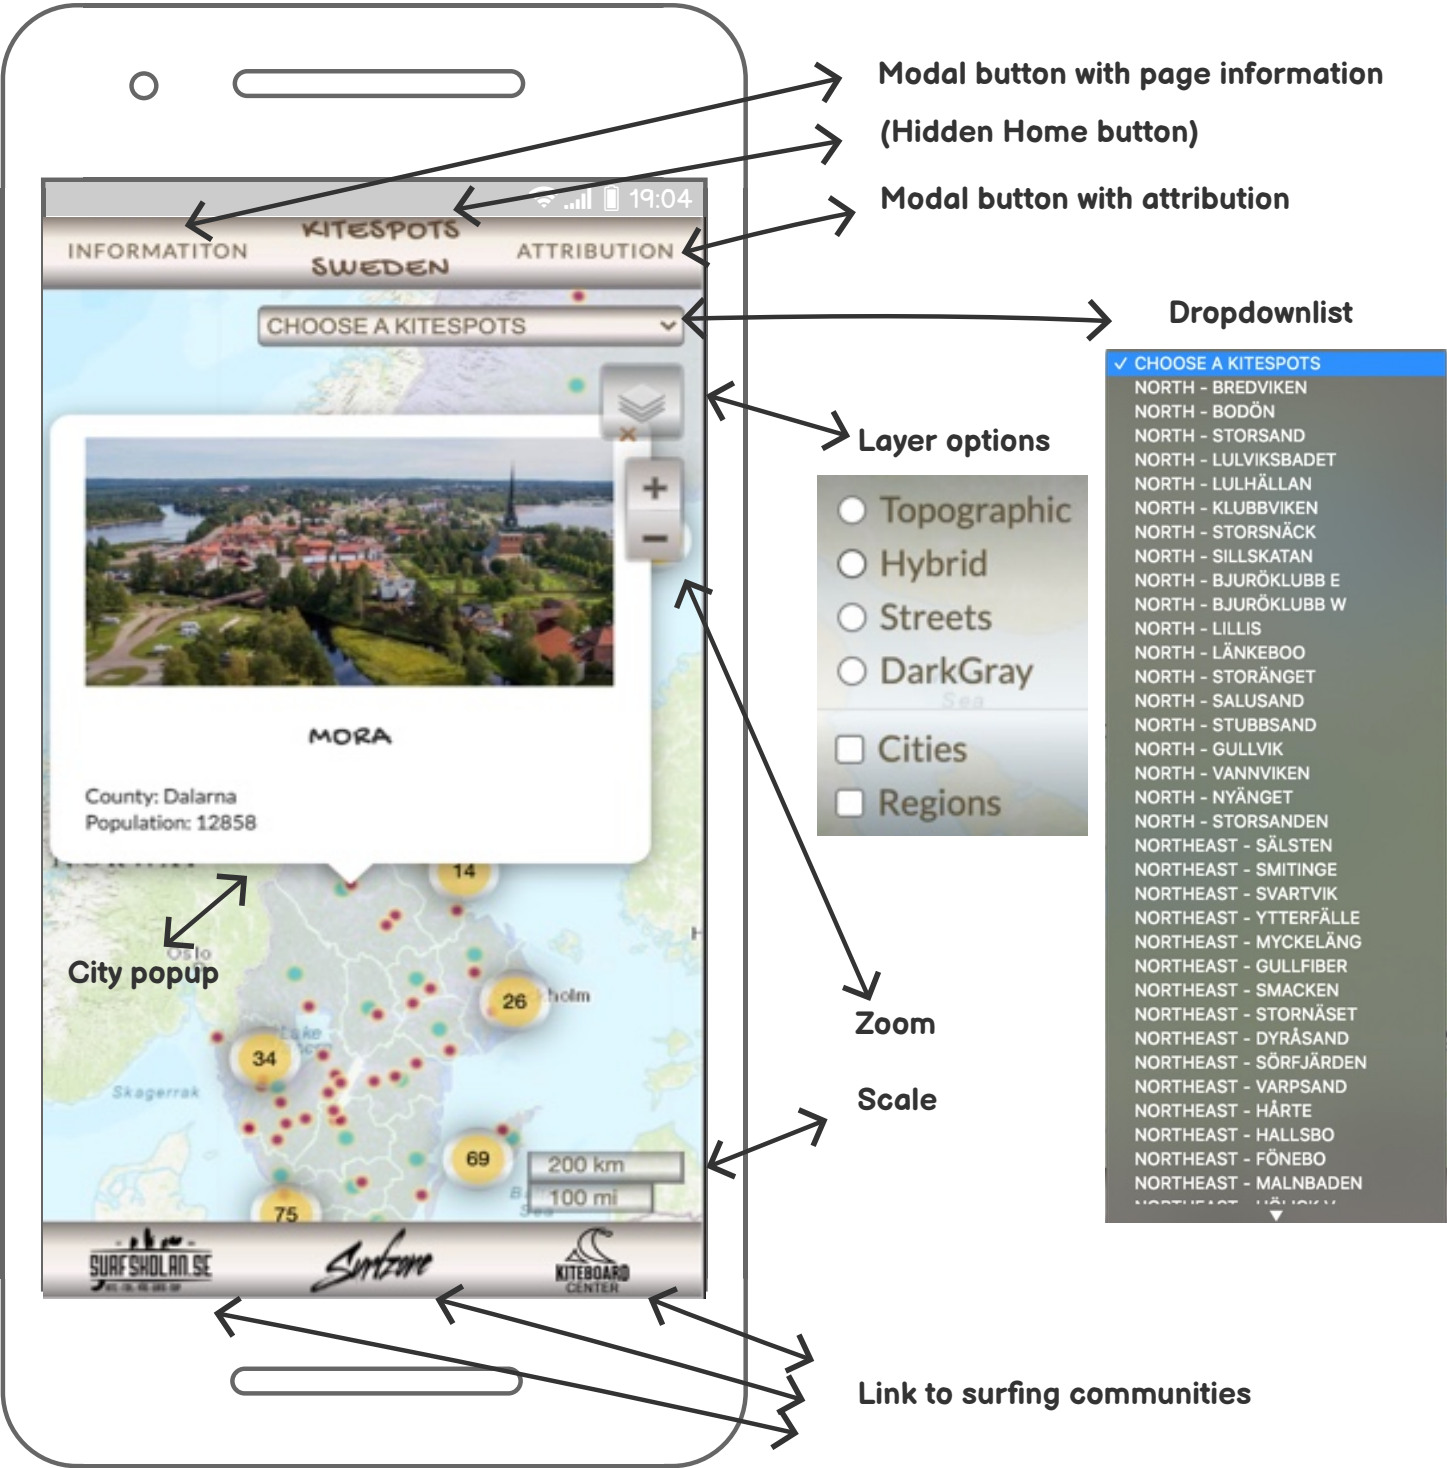 Modal button with page information
(Hidden Home button)
Modal button with attribution
19:04
INFORMATITON
KITESPOTS
SWEDEN
ATTRIBUTION
CHOOSE A KITESPOTS
Dropdownlist
✓ CHOOSE A KITESPOTS
NORTH - BREDVIKEN
NORTH - BODÖN
NORTH - STORSAND
NORTH - LULVIKSBADET
NORTH - LULHÄLLAN
NORTH - KLUBBVIKEN
NORTH - STORSNÄCK
NORTH - SILLSKATAN
NORTH - BJURÖKLUBB E
NORTH - BJURÖKLUBB W
NORTH - LILLIS
NORTH - LÄNKEBOO
NORTH - STORÄNGET
NORTH - SALUSAND
NORTH - STUBBSAND
NORTH - GULLVIK
NORTH - VANNVIKEN
NORTH - NYÄNGET
NORTH - STORSANDEN
NORTHEAST - SÄLSTEN
NORTHEAST - SMITINGE
NORTHEAST - SVARTVIK
NORTHEAST - YTTERFÄLLE
NORTHEAST - MYCKELÄNG
NORTHEAST - GULLFIBER
NORTHEAST - SMACKEN
NORTHEAST - STORNÄSET
NORTHEAST - DYRÅSAND
NORTHEAST - SÖRFJÄRDEN
NORTHEAST - VARPSAND
NORTHEAST - HÅRTE
NORTHEAST - HALLSBO
NORTHEAST - FÖNEBO
NORTHEAST - MALNBADEN
NORTHEAST -
Layer options
Topographic
Hybrid
Streets
DarkGray
Sea
Cities
Regions
+
−
MORA
County: Dalarna
Population: 12858
14
Oslo
City popup
26
holm
Lake
34
Skagerrak
69
75
Zoom
Scale
200 km
100 mi
Sea
SURFSKOLAN.SE
Surfzone
KITEBOARD
CENTER
Link to surfing communities